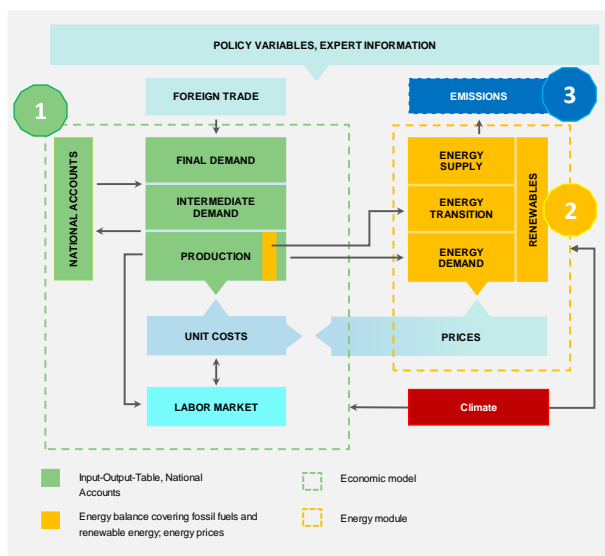 POLICY VARIABLES, EXPERT INFORMATION
1
FOREIGN TRADE
EMISSIONS
3
NATIONAL ACCOUNTS
FINAL DEMAND
INTERMEDIATE
DEMAND
PRODUCTION
ENERGY
SUPPLY
ENERGY
TRANSITION
ENERGY
DEMAND
RENEWABLES
2
UNIT COSTS
PRICES
LABOR MARKET
Climate
Input-Output-Table, National
Accounts
Economic model
Energy balance covering fossil fuels and
renewable energy; energy prices
Energy module